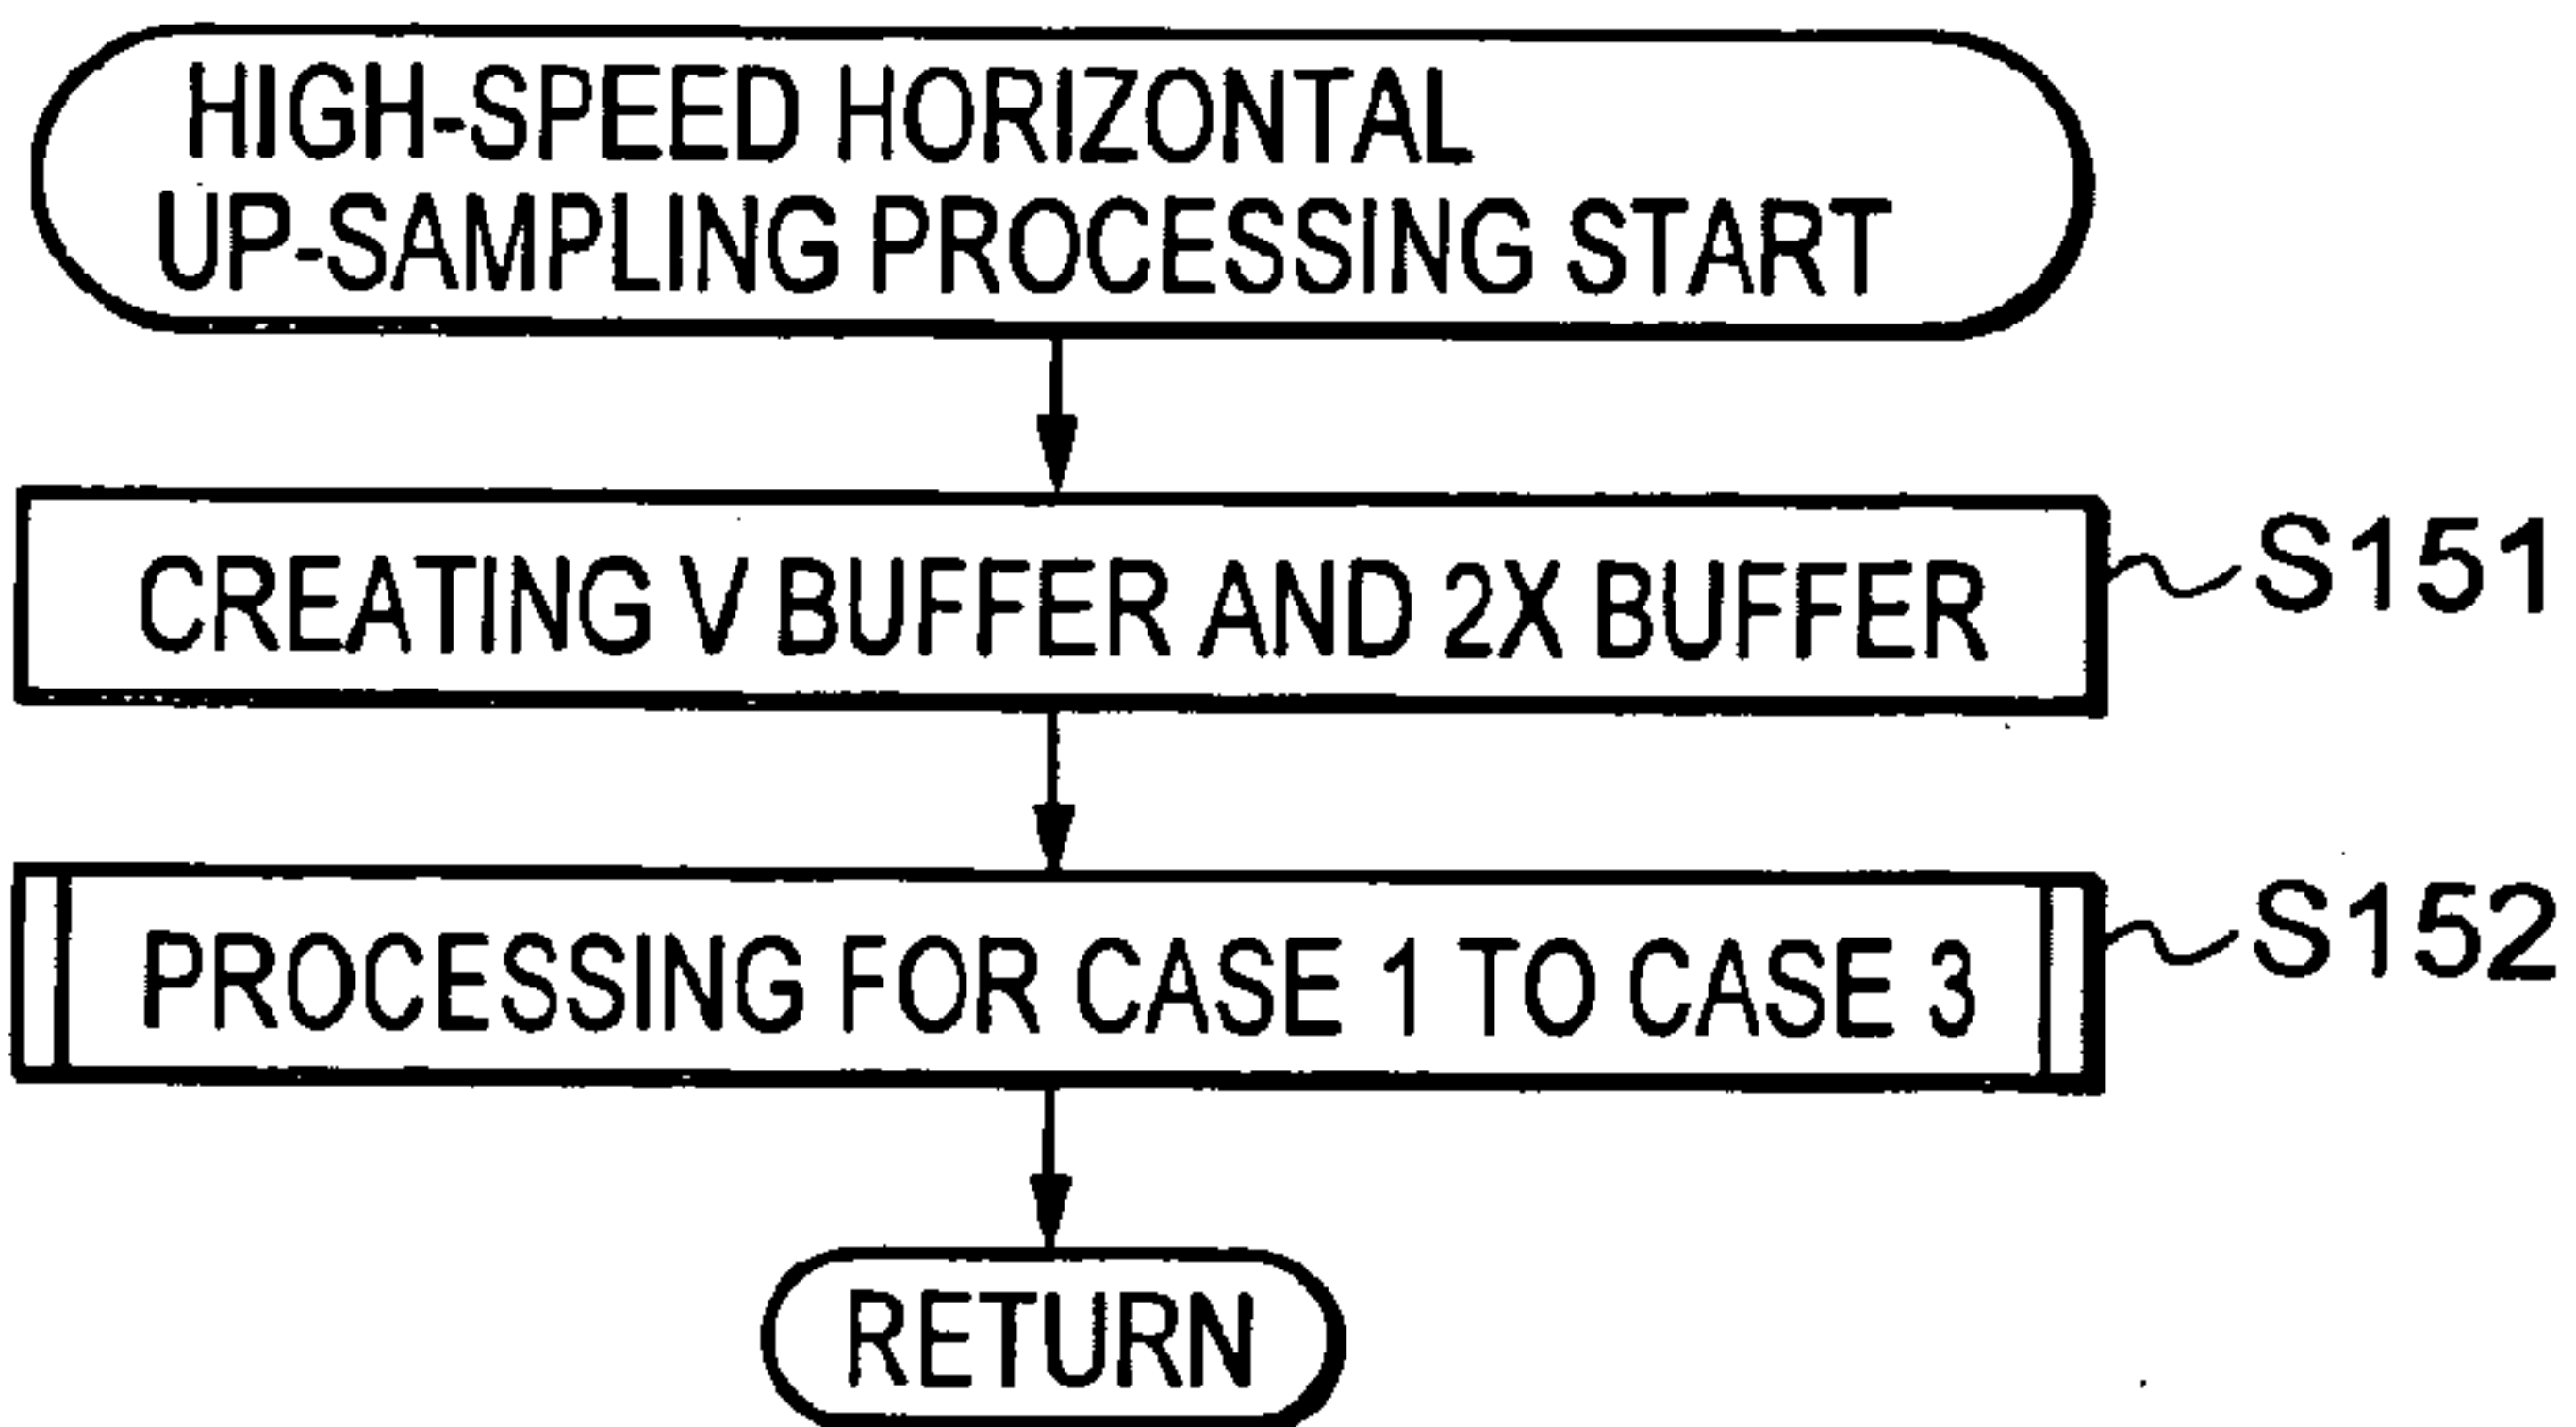 HIGH-SPEED HORIZONTAL
UP-SAMPLING PROCESSING START
CREATING V BUFFER AND 2X BUFFER
S151
PROCESSING FOR CASE 1 TO CASE 3
S152
RETURN